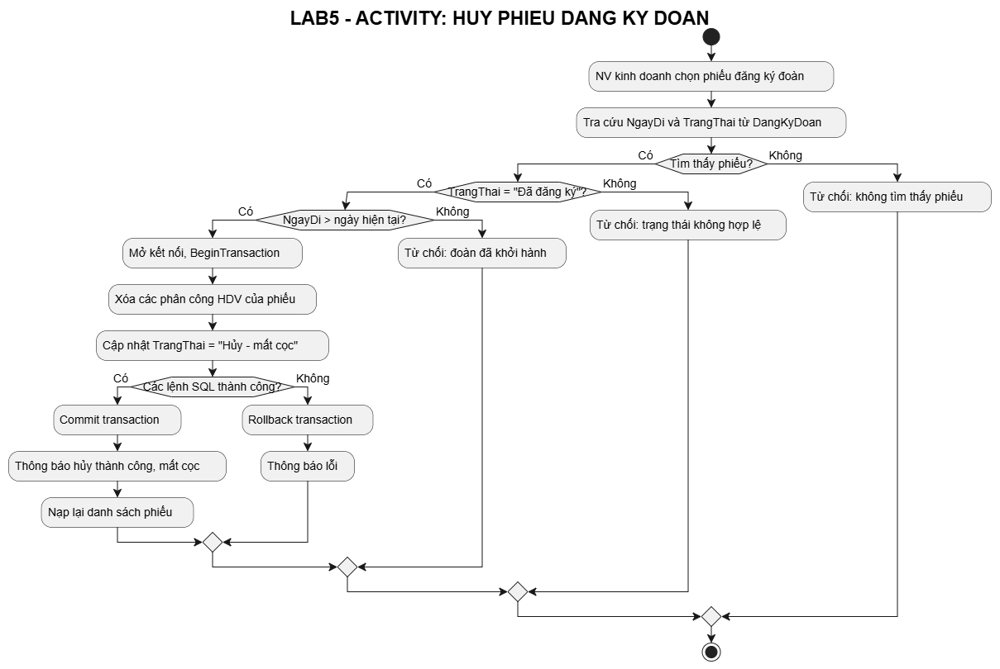 LAB5 - ACTIVITY: HUY PHIEU DANG KY DOAN
NV kinh doanh chọn phiếu đăng ký đoàn
Tra cứu NgayDi và TrangThai từ DangKyDoan
Có
Tìm thấy phiếu?
Không
Có
TrangThai = "Đã đăng ký"?
Không
Từ chối: không tìm thấy phiếu
Có
NgayDi > ngày hiện tại?
Không
Từ chối: trạng thái không hợp lệ
Mở kết nối, BeginTransaction
Từ chối: đoàn đã khởi hành
Xóa các phân công HDV của phiếu
Cập nhật TrangThai = "Hủy - mất cọc"
Có
Các lệnh SQL thành công?
Không
Commit transaction
Rollback transaction
Thông báo hủy thành công, mất cọc
Thông báo lỗi
Nạp lại danh sách phiếu